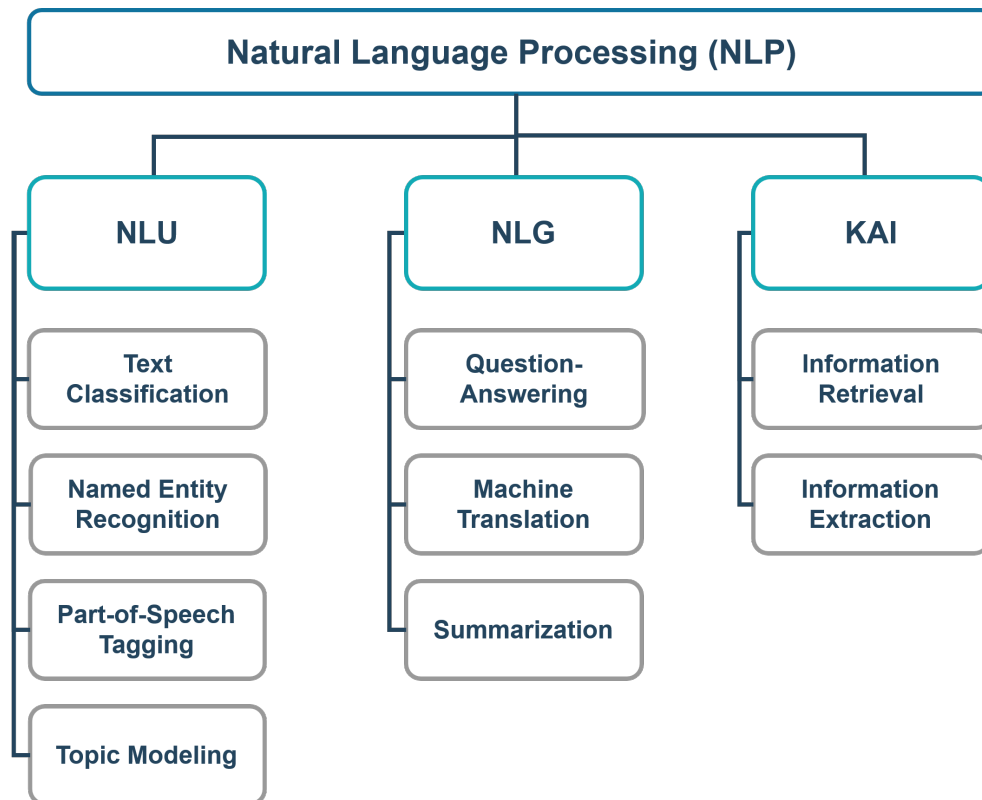 Natural Language Processing (NLP)
NLU
Text
Classification
Named Entity
Recognition
Part-of-Speech
Tagging
Topic Modeling
NLG
Question-
Answering
Machine
Translation
Summarization
KAI
Information
Retrieval
Information
Extraction